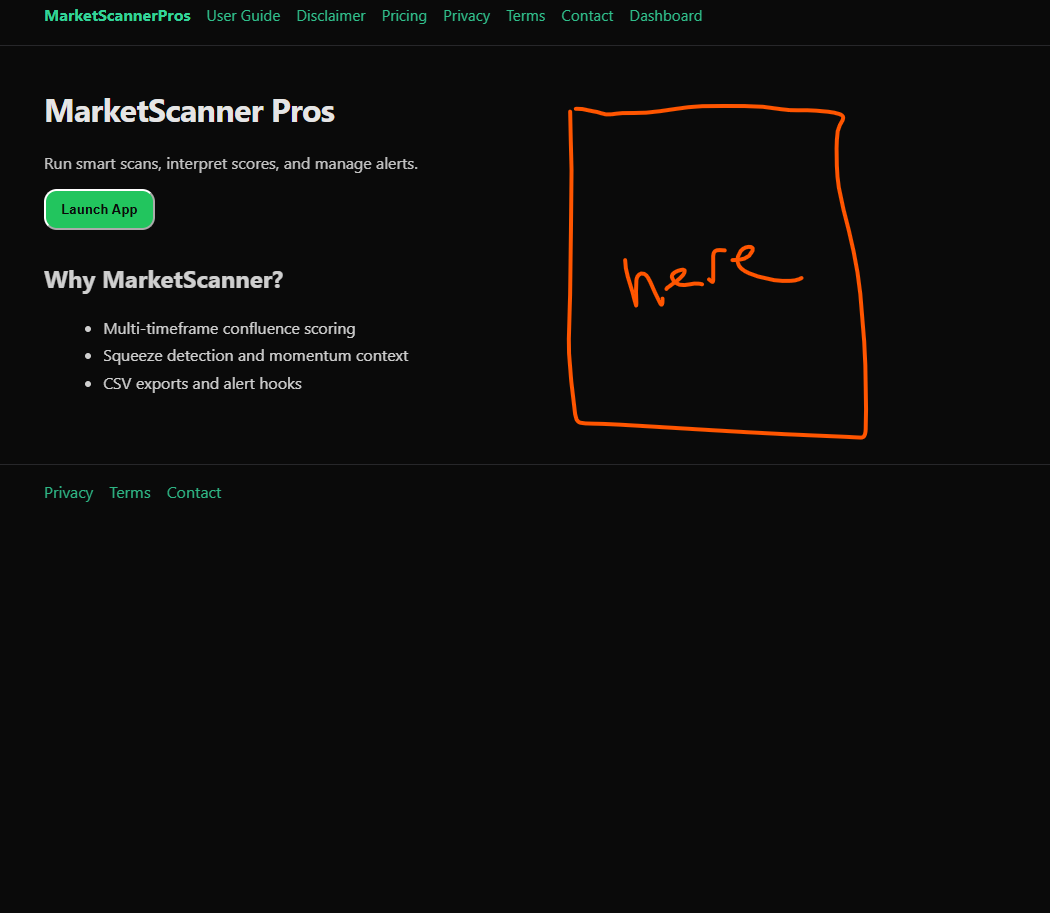 MarketScannerPros User Guide Disclaimer Pricing Privacy Terms Contact Dashboard
MarketScanner Pros
Run smart scans, interpret scores, and manage alerts.
Launch App
Why MarketScanner?
• Multi-timeframe confluence scoring
• Squeeze detection and momentum context
• CSV exports and alert hooks
here
Privacy Terms Contact